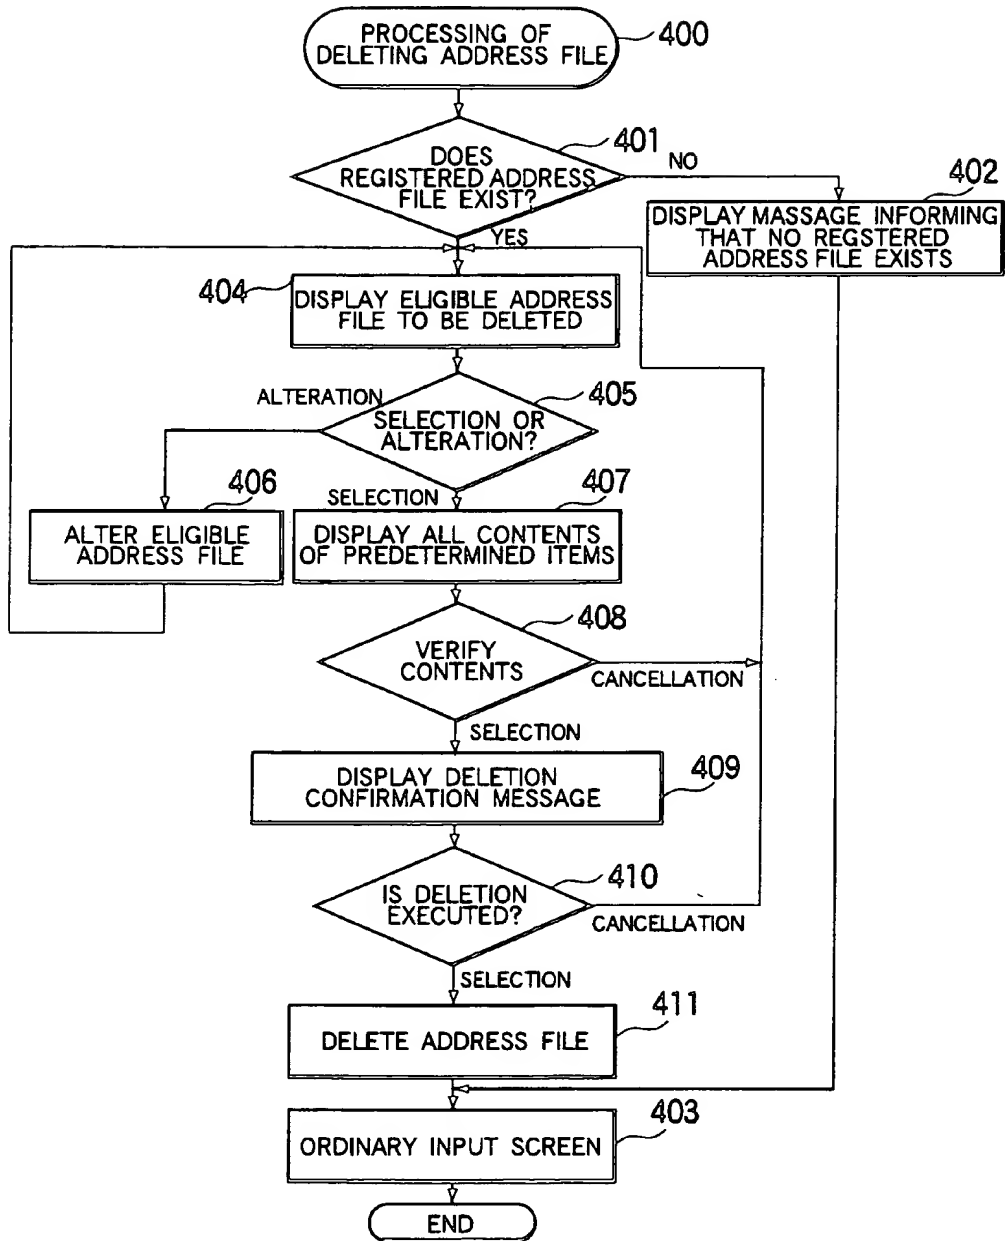 PROCESSING OF
DELETING ADDRESS FILE
400
DOES
REGISTERED ADDRESS
FILE EXIST?
401
NO
402
DISPLAY MASSAGE INFORMING
THAT NO REGSTERED
ADDRESS FILE EXISTS
YES
404
DISPLAY ELIGIBLE ADDRESS
FILE TO BE DELETED
ALTERATION
405
SELECTION OR
ALTERATION?
406
ALTER ELIGIBLE
ADDRESS FILE
SELECTION
407
DISPLAY ALL CONTENTS
OF PREDETERMINED ITEMS
408
VERIFY
CONTENTS
CANCELLATION
SELECTION
DISPLAY DELETION
CONFIRMATION MESSAGE
409
410
IS DELETION
EXECUTED?
CANCELLATION
SELECTION
411
DELETE ADDRESS FILE
403
ORDINARY INPUT SCREEN
END